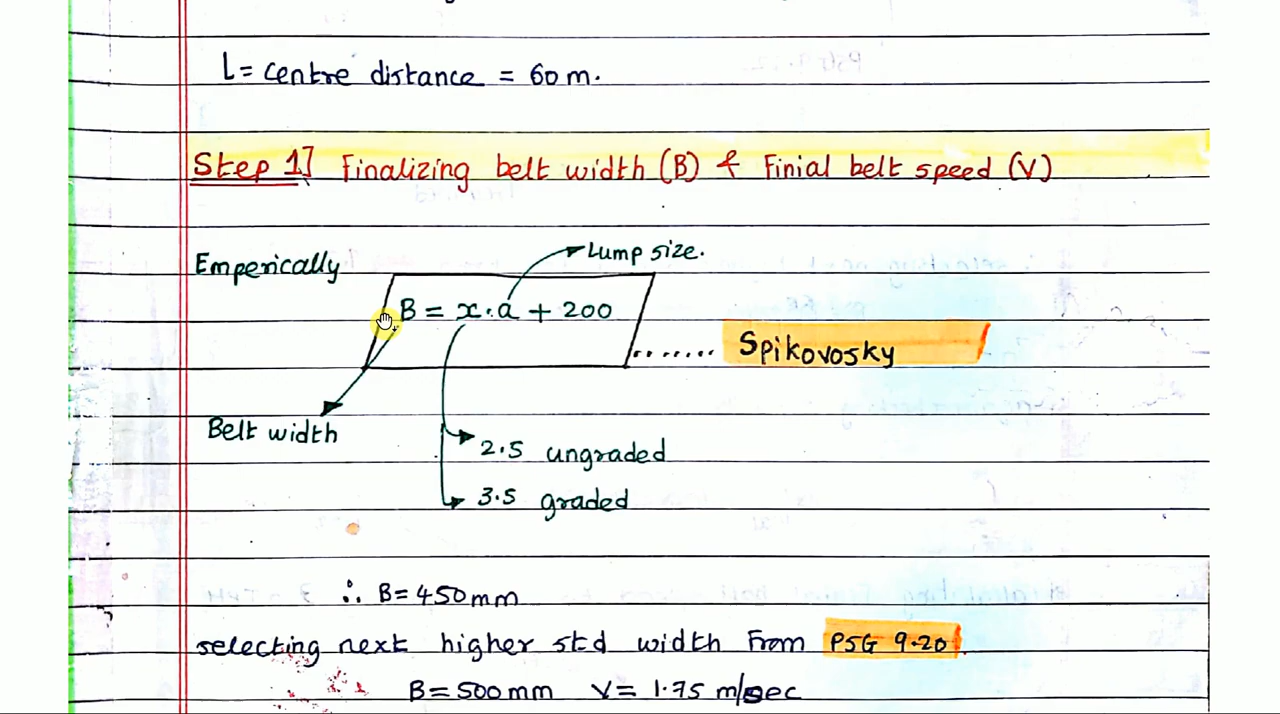 L = centre distance = 60 m.
Step 1] Finalizing belt width (B) & Finial belt speed (V)
Emperically
Lump size.
B = x·a + 200
....... Spikovosky
Belt width
2.5 ungraded
3.5 graded
∴ B = 450 mm
selecting next higher std width From PSG 9.20
B = 500 mm V = 1.75 m/sec